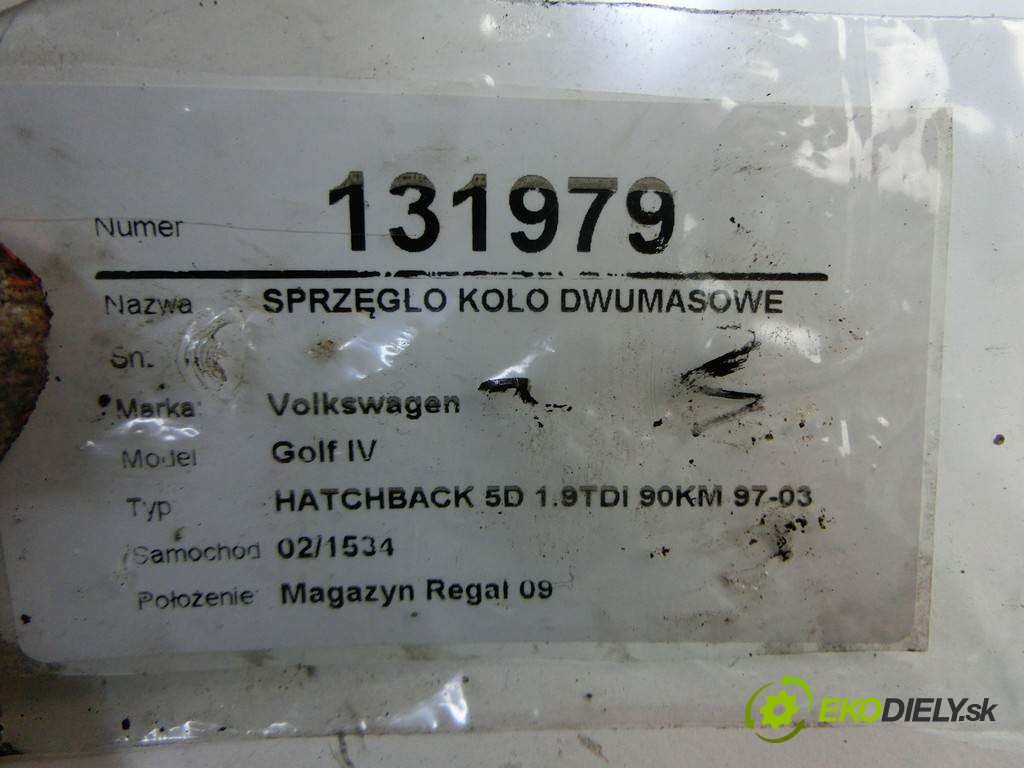 Numer 131979
Nazwa SPRZĘGŁO KOŁO DWUMASOWE
Sn.
Marka Volkswagen
Model Golf IV
Typ HATCHBACK 5D 1.9TDI 90KM 97-03
Samochód 02/1534
Położenie Magazyn Regał 09
EKODIELY.sk